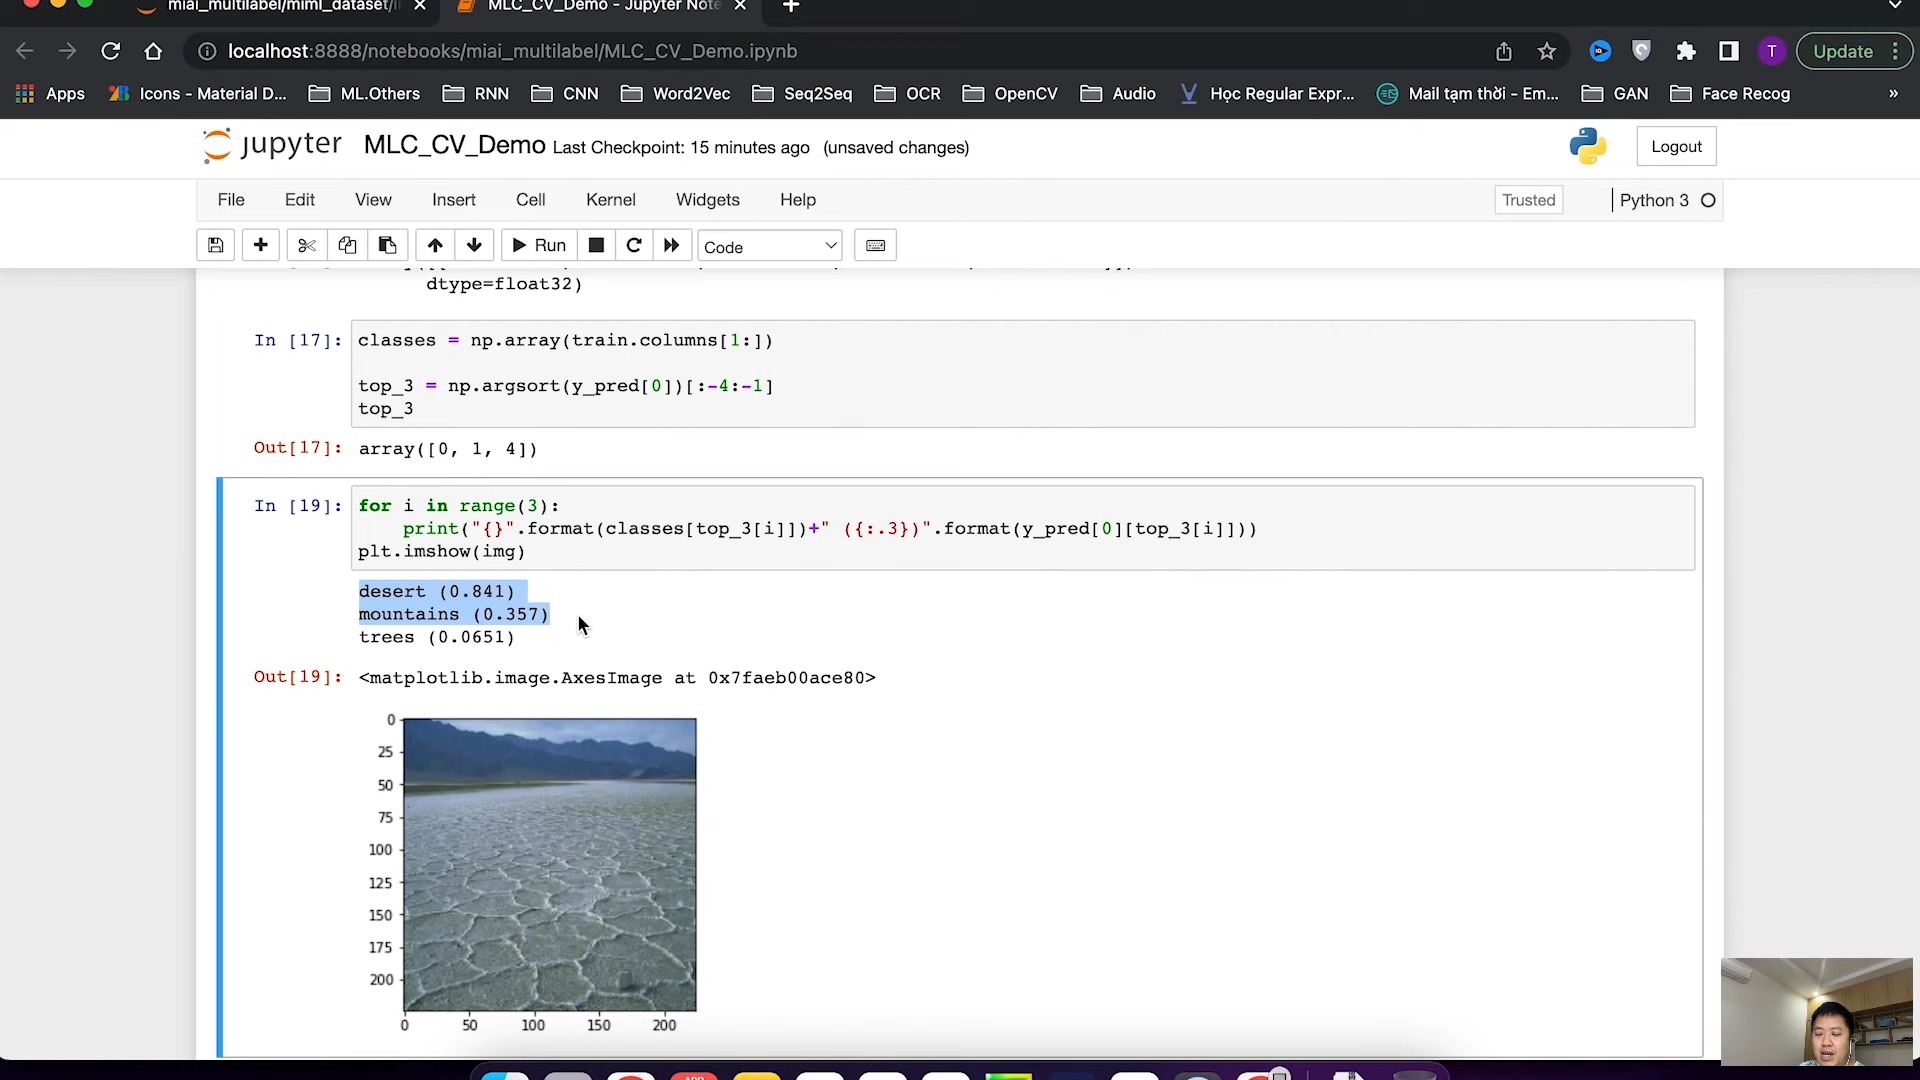 miai_multilabel/miml_dataset/i
MLC_CV_Demo - Jupyter Note
localhost:8888/notebooks/miai_multilabel/MLC_CV_Demo.ipynb
T
Update
Apps
Icons - Material D...
ML.Others
RNN
CNN
Word2Vec
Seq2Seq
OCR
OpenCV
Audio
Học Regular Expr...
Mail tạm thời - Em...
GAN
Face Recog
»
jupyter MLC_CV_Demo Last Checkpoint: 15 minutes ago (unsaved changes)
Logout
File Edit View Insert Cell Kernel Widgets Help
Trusted
Python 3
Run
Code
dtype=float32)
In [17]: classes = np.array(train.columns[1:])
top_3 = np.argsort(y_pred[0])[:-4:-1]
top_3
Out[17]: array([0, 1, 4])
In [19]: for i in range(3):
print("{}".format(classes[top_3[i]])+" ({:.3})".format(y_pred[0][top_3[i]]))
plt.imshow(img)
desert (0.841)
mountains (0.357)
trees (0.0651)
Out[19]: <matplotlib.image.AxesImage at 0x7faeb00ace80>
0
25
50
75
100
125
150
175
200
0 50 100 150 200